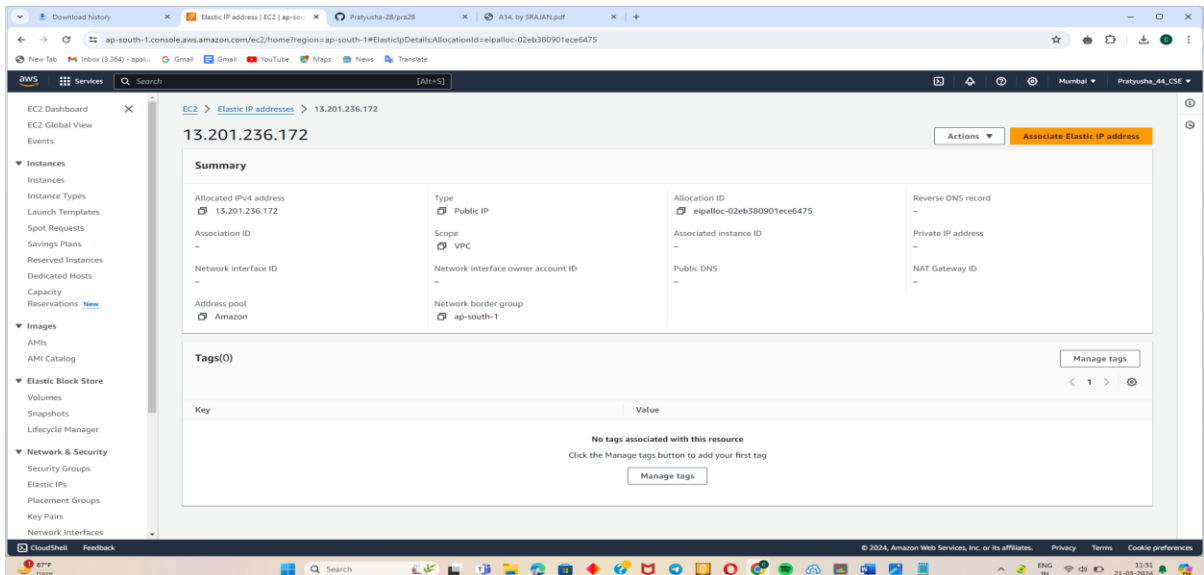 Download history
Elastic IP address | EC2 | ap-sou
Pratyusha-28/pra28
A14. by SRAJAN.pdf
ap-south-1.console.aws.amazon.com/ec2/home?region=ap-south-1#ElasticIpDetails:AllocationId=eipalloc-02eb380901ece6475
New Tab Inbox (3,364) - apal... Gmail Gmail YouTube Maps News Translate
aws Services Search [Alt+S] Mumbai Pratyusha_44_CSE
EC2 Dashboard
EC2 Global View
Events
Instances
Instances
Instance Types
Launch Templates
Spot Requests
Savings Plans
Reserved Instances
Dedicated Hosts
Capacity
Reservations New
Images
AMIs
AMI Catalog
Elastic Block Store
Volumes
Snapshots
Lifecycle Manager
Network & Security
Security Groups
Elastic IPs
Placement Groups
Key Pairs
Network Interfaces
EC2 > Elastic IP addresses > 13.201.236.172
13.201.236.172
Actions Associate Elastic IP address
Summary
Allocated IPv4 address Type Allocation ID Reverse DNS record
13.201.236.172 Public IP eipalloc-02eb380901ece6475 –
Association ID Scope Associated instance ID Private IP address
– VPC – –
Network interface ID Network interface owner account ID Public DNS NAT Gateway ID
– – – –
Address pool Network border group
Amazon ap-south-1
Tags(0) Manage tags
< 1 >
Key Value
No tags associated with this resource
Click the Manage tags button to add your first tag
Manage tags
CloudShell Feedback © 2024, Amazon Web Services, Inc. or its affiliates. Privacy Terms Cookie preferences
87°F
Haze
Search
ENG
IN
11:51
21-05-2024